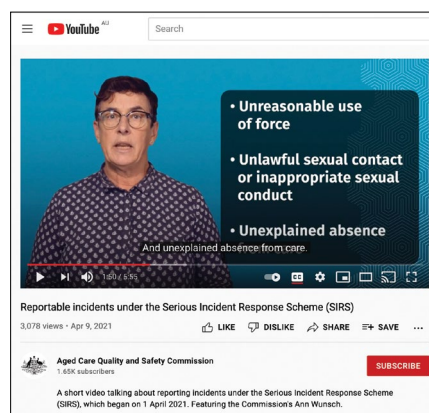 YouTube AU
Search
• Unreasonable use
of force
• Unlawful sexual contact
or inappropriate sexual
conduct
• Unexplained absence
And unexplained absence from care.
1:50 / 6:55
Reportable incidents under the Serious Incident Response Scheme (SIRS)
3,078 views • Apr 9, 2021
LIKE DISLIKE SHARE SAVE
Aged Care Quality and Safety Commission
1.65K subscribers
SUBSCRIBE
A short video talking about reporting incidents under the Serious Incident Response Scheme
(SIRS), which began on 1 April 2021. Featuring the Commission's Ann Wunsch.